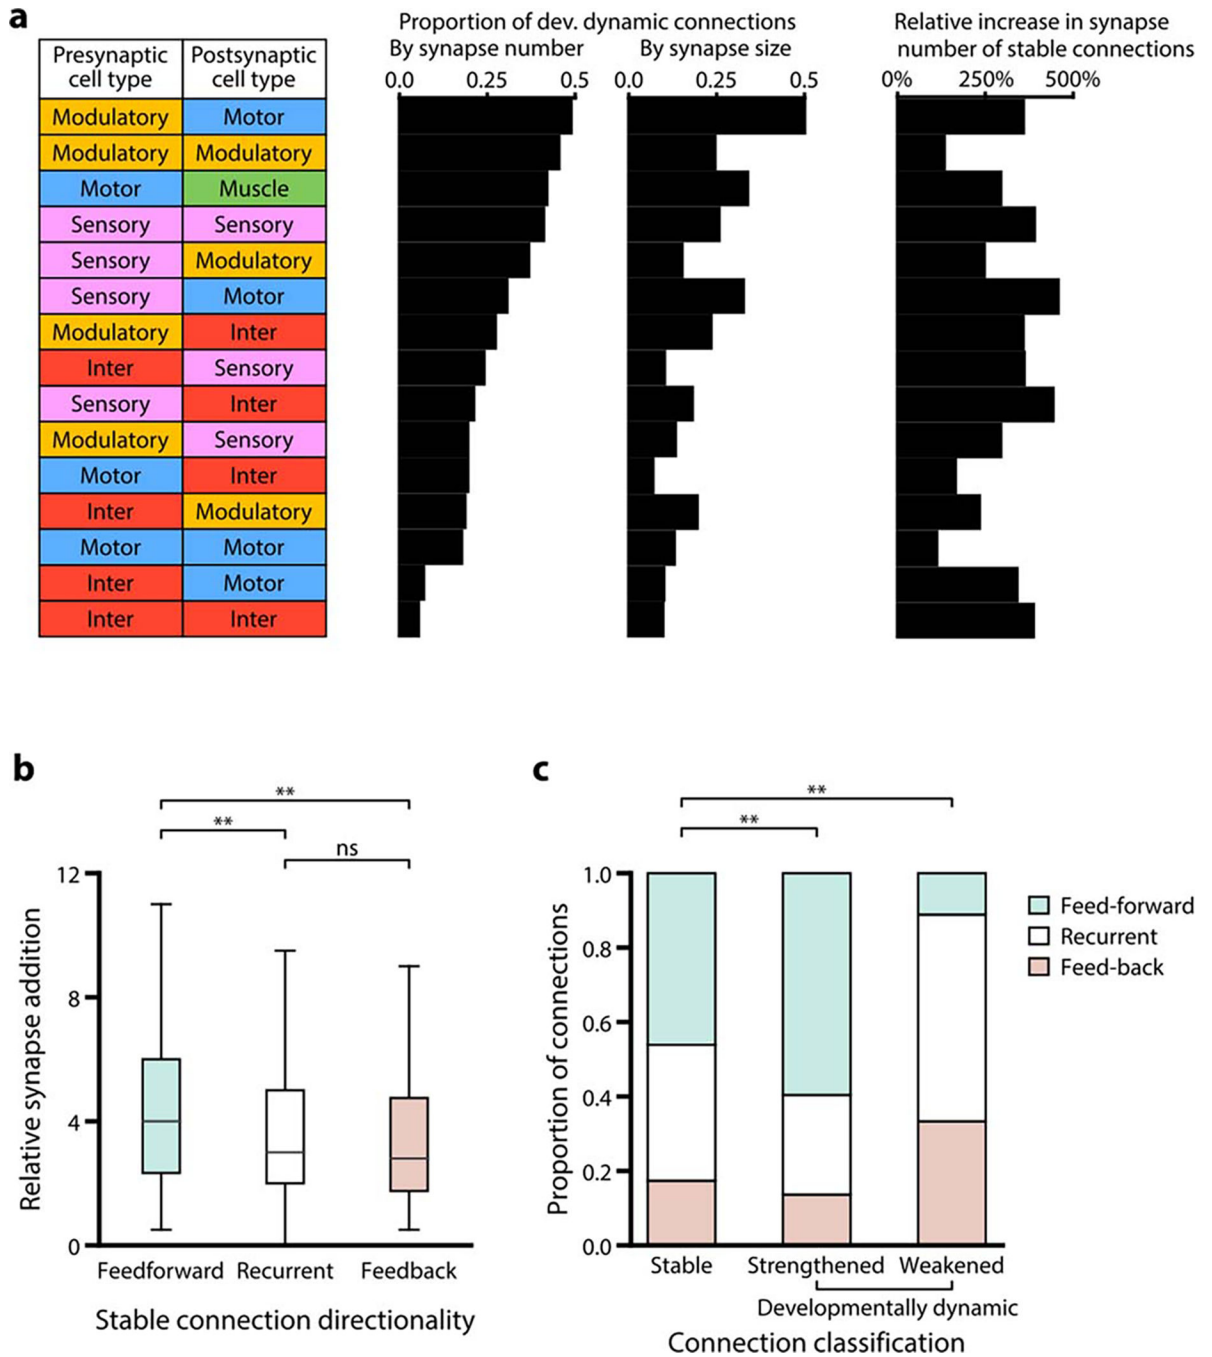 a
Proportion of dev. dynamic connections
Relative increase in synapse
By synapse number By synapse size
number of stable connections
Presynaptic cell type
Postsynaptic cell type
0.0 0.25 0.5
0.0 0.25 0.5
0% 250% 500%
Modulatory Motor
Modulatory Modulatory
Motor Muscle
Sensory Sensory
Sensory Modulatory
Sensory Motor
Modulatory Inter
Inter Sensory
Sensory Inter
Modulatory Sensory
Motor Inter
Inter Modulatory
Motor Motor
Inter Motor
Inter Inter
b
**
**
ns
12
8
4
0
Relative synapse addition
Feedforward Recurrent Feedback
Stable connection directionality
c
**
**
1.0
0.8
0.6
0.4
0.2
0.0
Proportion of connections
Feed-forward
Recurrent
Feed-back
Stable Strengthened Weakened
Developmentally dynamic
Connection classification